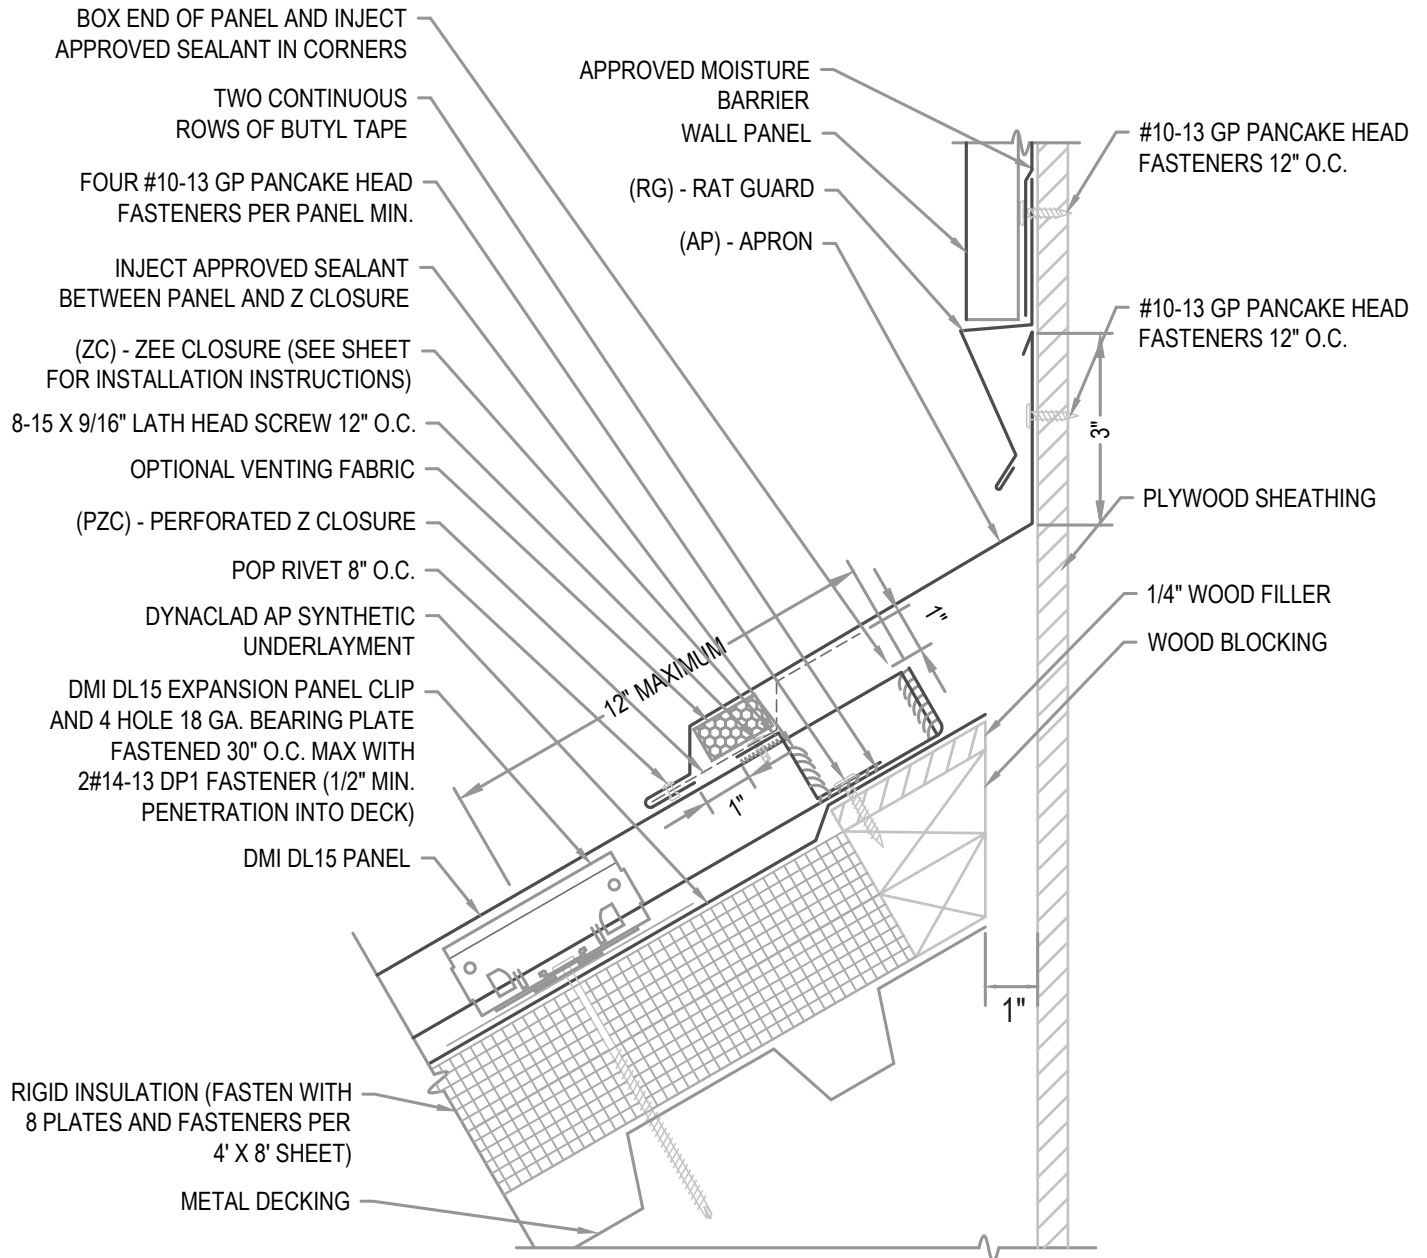 BOX END OF PANEL AND INJECT
APPROVED SEALANT IN CORNERS
TWO CONTINUOUS
ROWS OF BUTYL TAPE
FOUR #10-13 GP PANCAKE HEAD
FASTENERS PER PANEL MIN.
INJECT APPROVED SEALANT
BETWEEN PANEL AND Z CLOSURE
(ZC) - ZEE CLOSURE (SEE SHEET
FOR INSTALLATION INSTRUCTIONS)
8-15 X 9/16" LATH HEAD SCREW 12" O.C.
OPTIONAL VENTING FABRIC
(PZC) - PERFORATED Z CLOSURE
POP RIVET 8" O.C.
DYNACLAD AP SYNTHETIC
UNDERLAYMENT
DMI DL15 EXPANSION PANEL CLIP
AND 4 HOLE 18 GA. BEARING PLATE
FASTENED 30" O.C. MAX WITH
2#14-13 DP1 FASTENER (1/2" MIN.
PENETRATION INTO DECK)
DMI DL15 PANEL
RIGID INSULATION (FASTEN WITH
8 PLATES AND FASTENERS PER
4' X 8' SHEET)
METAL DECKING
APPROVED MOISTURE
BARRIER
WALL PANEL
(RG) - RAT GUARD
(AP) - APRON
12" MAXIMUM
1"
1"
#10-13 GP PANCAKE HEAD
FASTENERS 12" O.C.
#10-13 GP PANCAKE HEAD
FASTENERS 12" O.C.
3"
PLYWOOD SHEATHING
1/4" WOOD FILLER
WOOD BLOCKING
1"